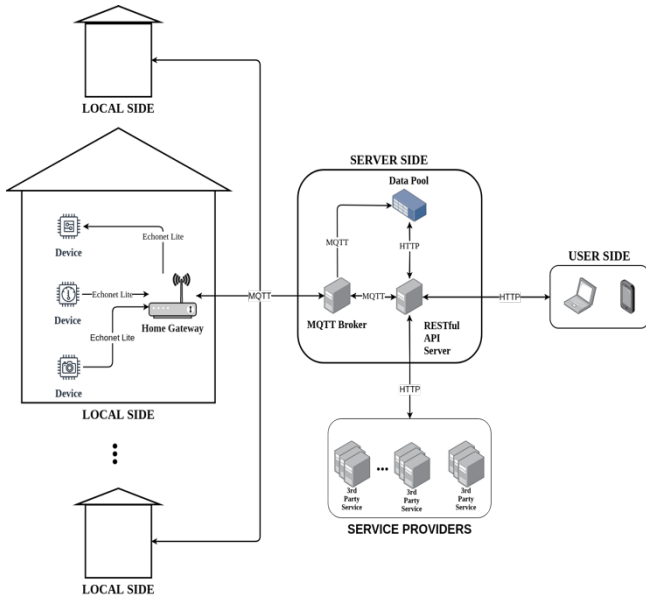 LOCAL SIDE
SERVER SIDE
Data Pool
Echonet Lite
Device
MQTT
HTTP
USER SIDE
Echonet Lite
Device
Home Gateway
MQTT
MQTT
HTTP
MQTT Broker
RESTful
API
Server
Echonet Lite
Device
LOCAL SIDE
HTTP
3rd
Party
Service
3rd
Party
Service
3rd
Party
Service
SERVICE PROVIDERS
LOCAL SIDE